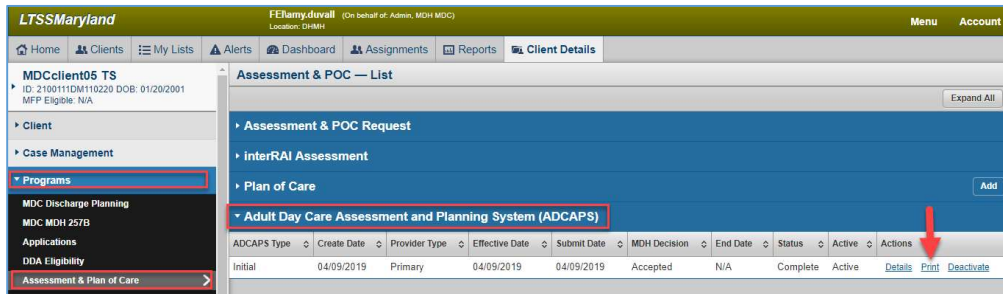 LTSSMaryland
FEI\amy.duvall (On behalf of: Admin, MDH MDC)
Location: DHMH
Menu Account
Home Clients My Lists Alerts Dashboard Assignments Reports Client Details
MDCclient05 TS
ID: 2100111DM110220 DOB: 01/20/2001
MFP Eligible: N/A
Client
Case Management
Programs
MDC Discharge Planning
MDC MDH 257B
Applications
DDA Eligibility
Assessment & Plan of Care
Assessment & POC — List
Expand All
Assessment & POC Request
interRAI Assessment
Plan of Care Add
Adult Day Care Assessment and Planning System (ADCAPS)
ADCAPS Type Create Date Provider Type Effective Date Submit Date MDH Decision End Date Status Active Actions
Initial 04/09/2019 Primary 04/09/2019 04/09/2019 Accepted N/A Complete Active Details Print Deactivate